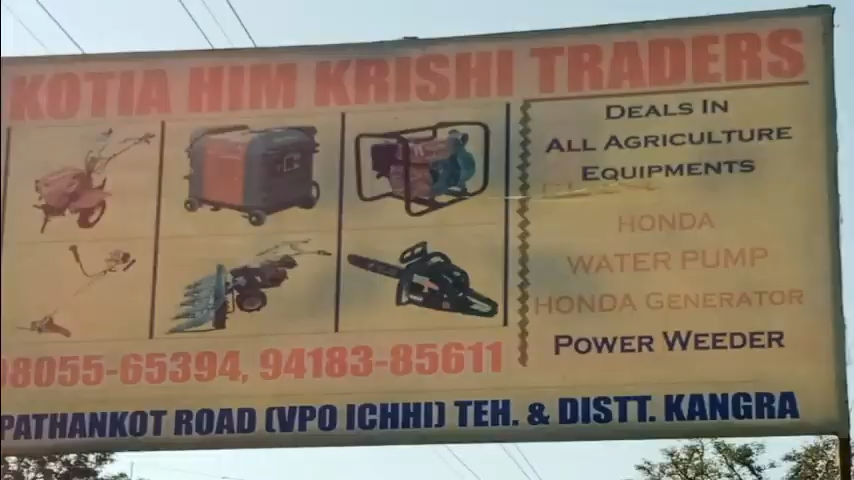 KOTIA HIM KRISHI TRADERS
DEALS IN
ALL AGRICULTURE
EQUIPMENTS
HONDA
WATER PUMP
HONDA GENERATOR
POWER WEEDER
98055-65394, 94183-85611
PATHANKOT ROAD (VPO ICHHI) TEH. & DISTT. KANGRA